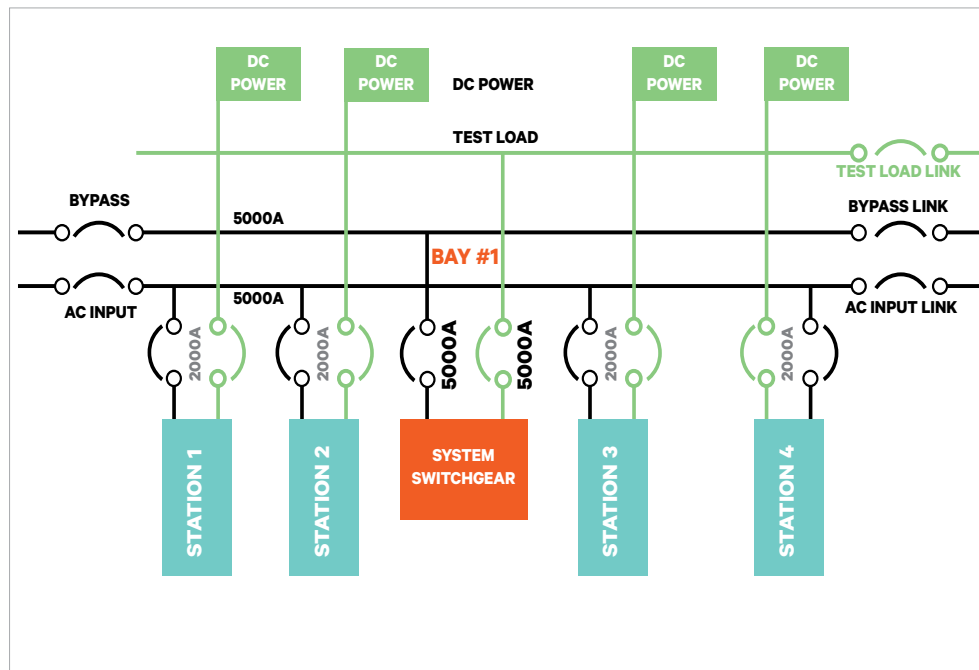 DC
POWER
DC
POWER
DC POWER
DC
POWER
DC
POWER
TEST LOAD
TEST LOAD LINK
BYPASS
5000A
BYPASS LINK
BAY #1
AC INPUT
5000A
AC INPUT LINK
2000A
2000A
5000A
5000A
2000A
2000A
STATION 1
STATION 2
SYSTEM
SWITCHGEAR
STATION 3
STATION 4